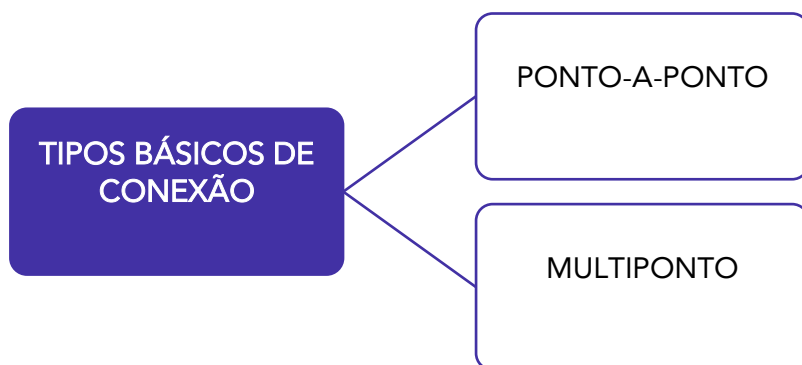 TIPOS BÁSICOS DE
CONEXÃO
PONTO-A-PONTO
MULTIPONTO